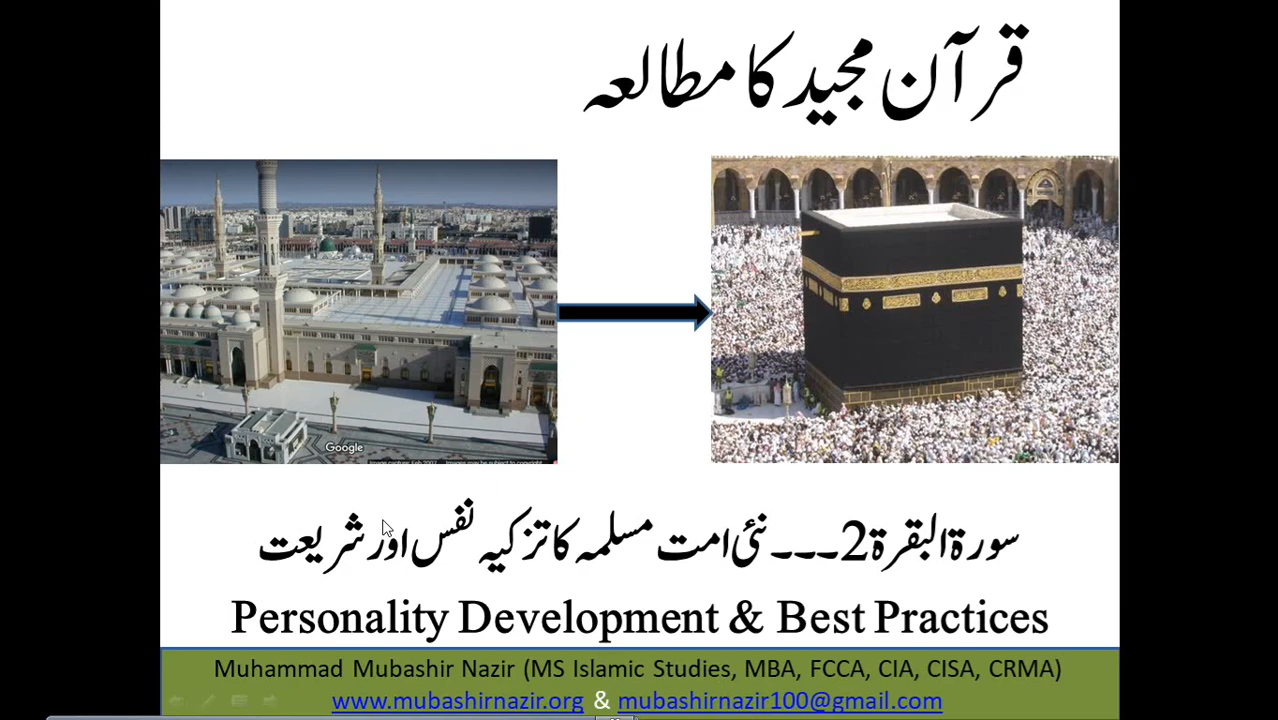 قرآن مجید کا مطالعہ
Google
سورۃ البقرۃ 2۔۔۔ نئی امت مسلمہ کا تزکیہ نفس اور شریعت
Personality Development & Best Practices
Muhammad Mubashir Nazir (MS Islamic Studies, MBA, FCCA, CIA, CISA, CRMA)
www.mubashirnazir.org & mubashirnazir100@gmail.com